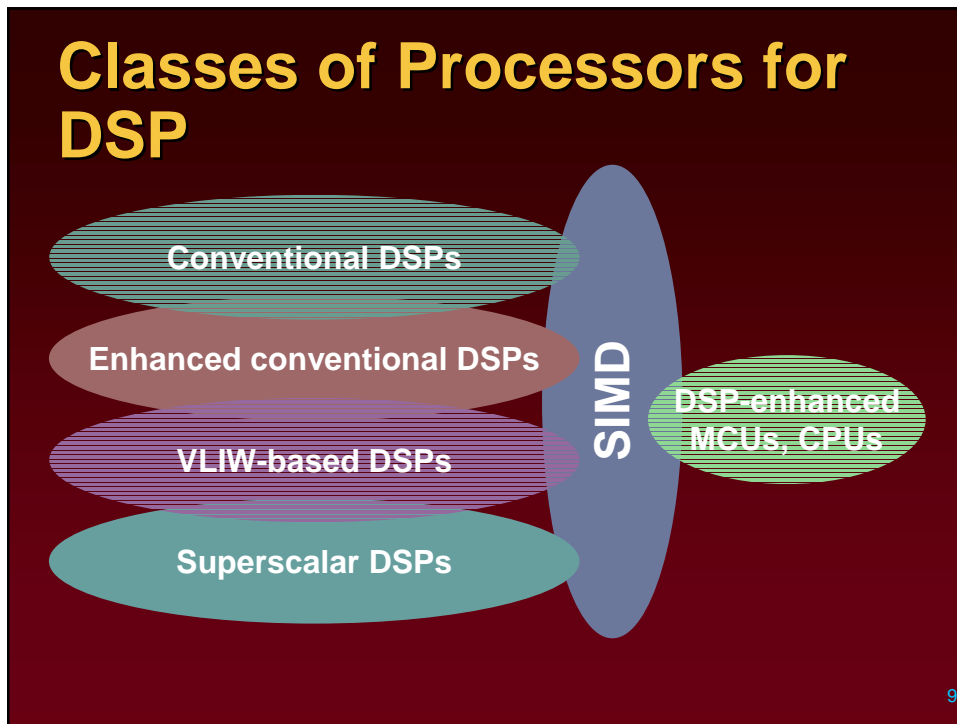 Classes of Processors for
DSP
Conventional DSPs
Enhanced conventional DSPs
VLIW-based DSPs
Superscalar DSPs
SIMD
DSP-enhanced
MCUs, CPUs
9